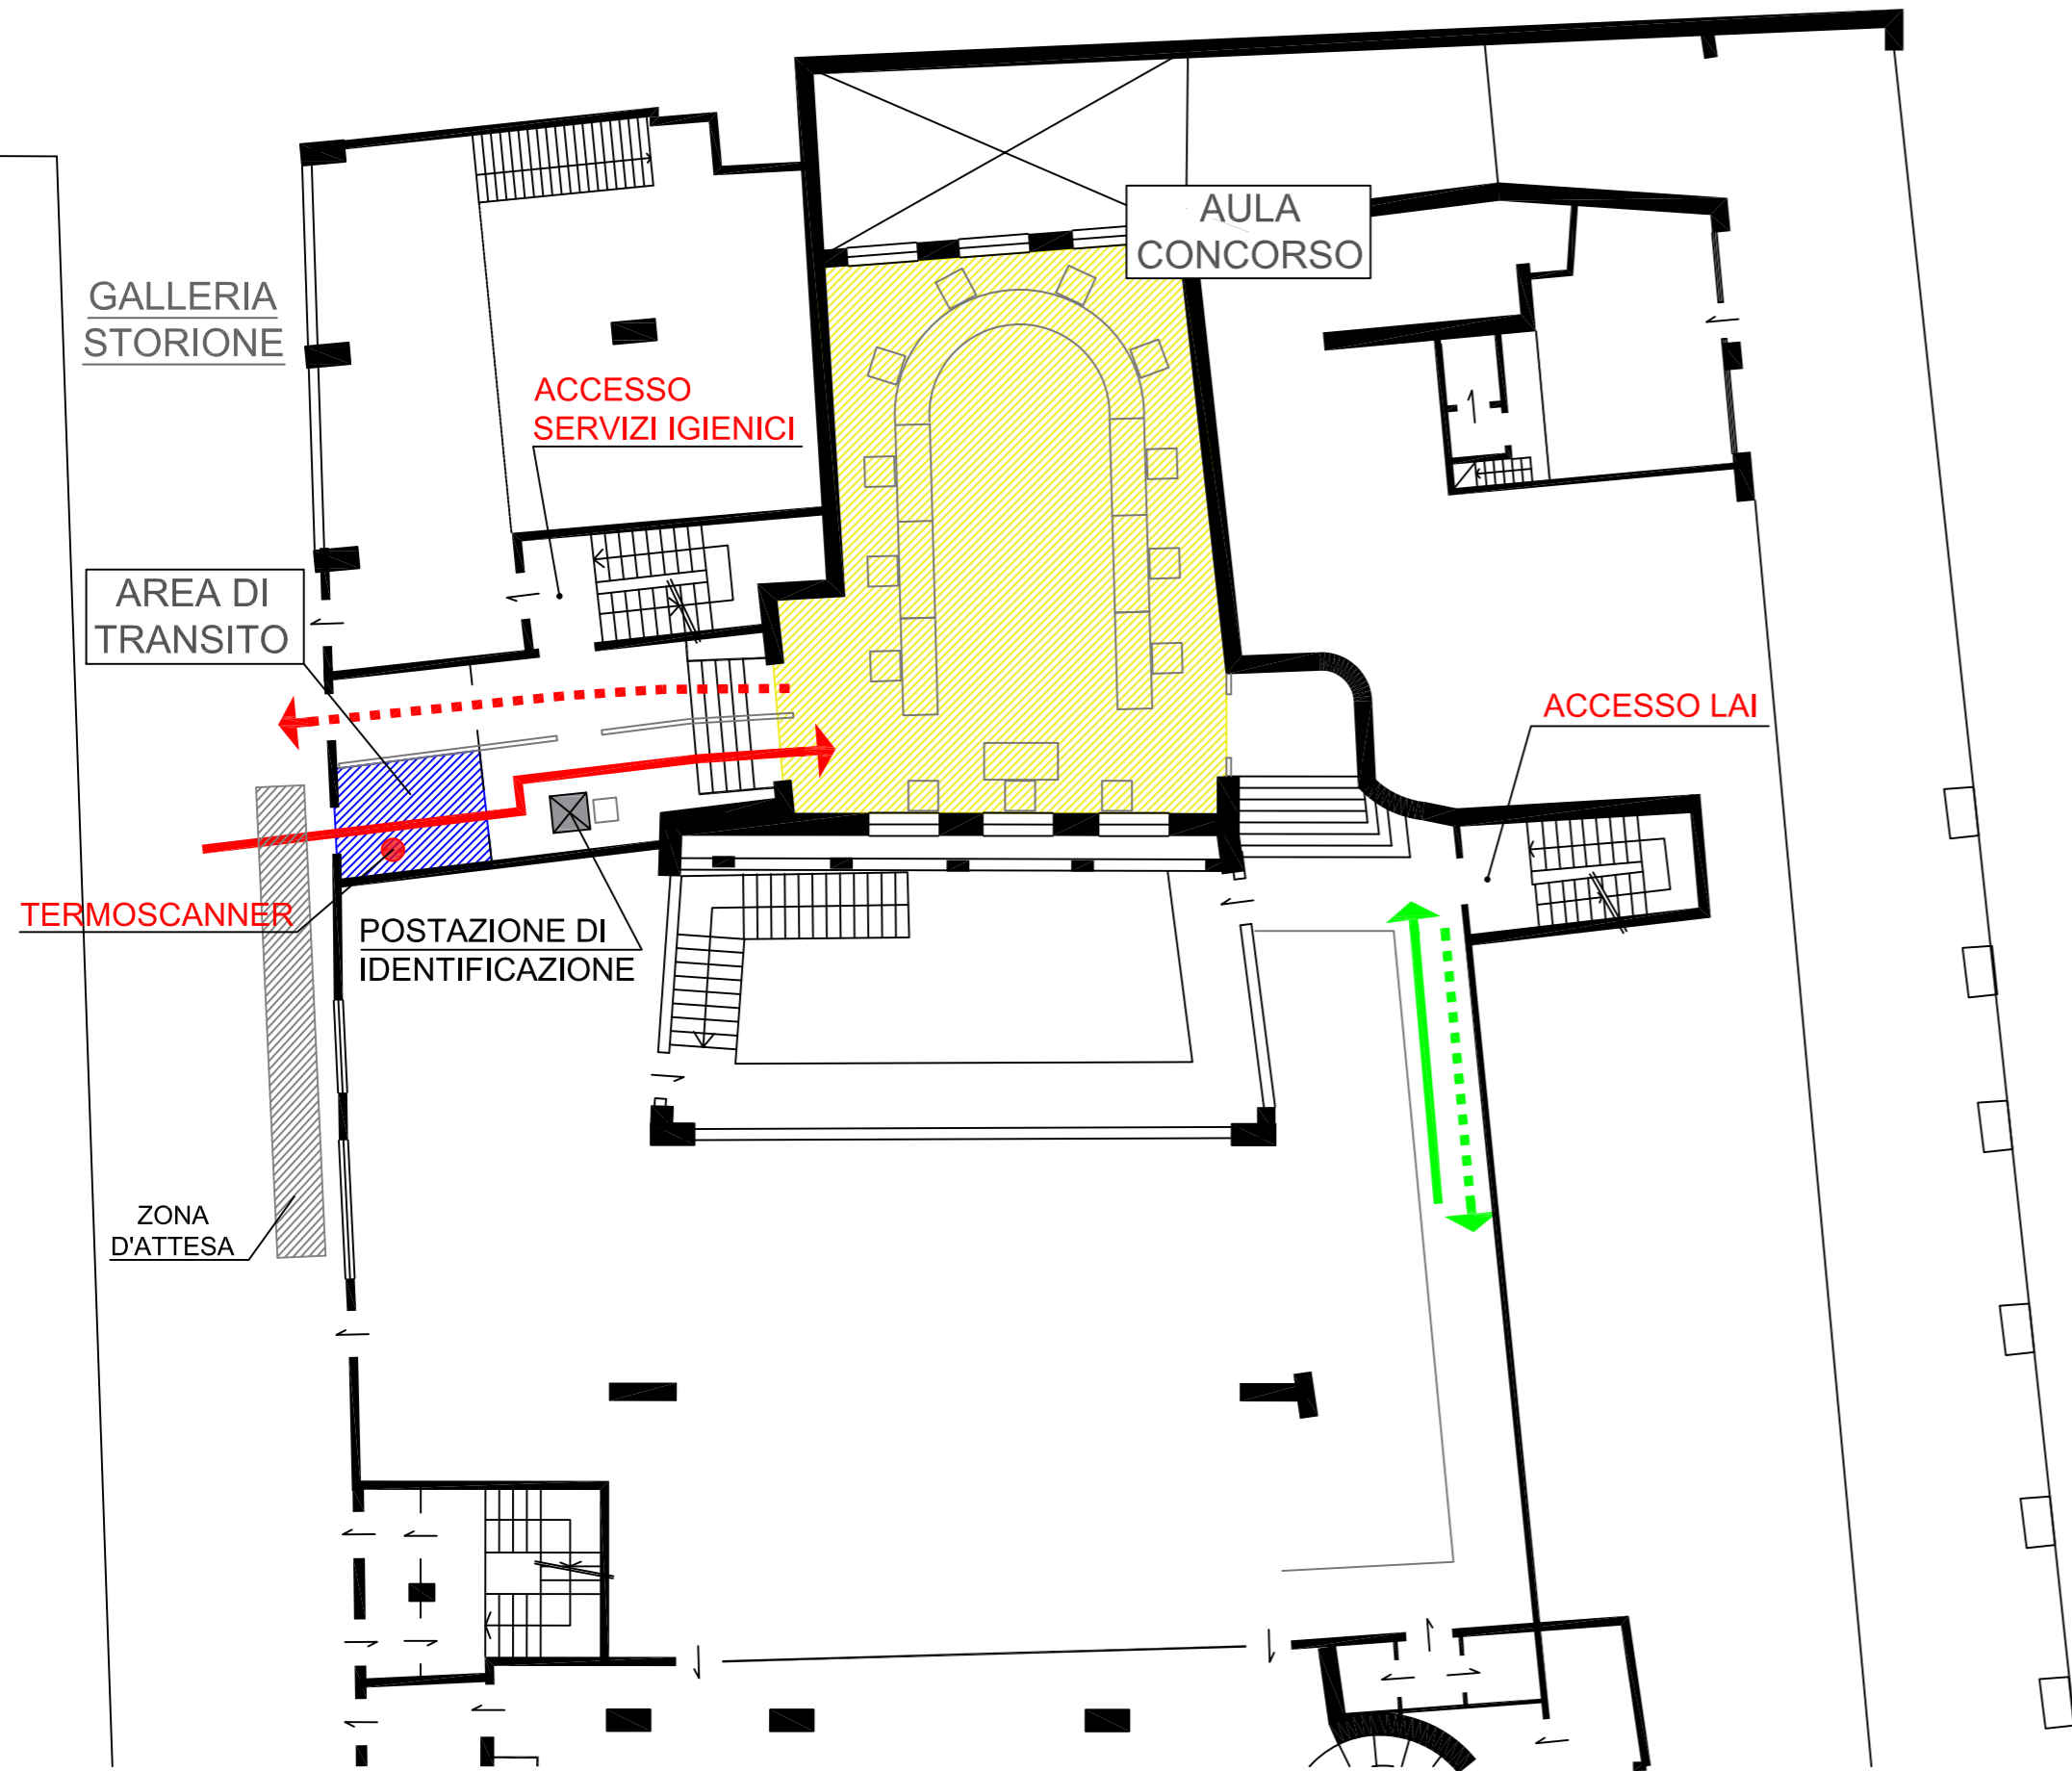 AULA
CONCORSO
GALLERIA
STORIONE
ACCESSO
SERVIZI IGIENICI
AREA DI
TRANSITO
ACCESSO LAI
TERMOSCANNER
POSTAZIONE DI
IDENTIFICAZIONE
ZONA
D'ATTESA